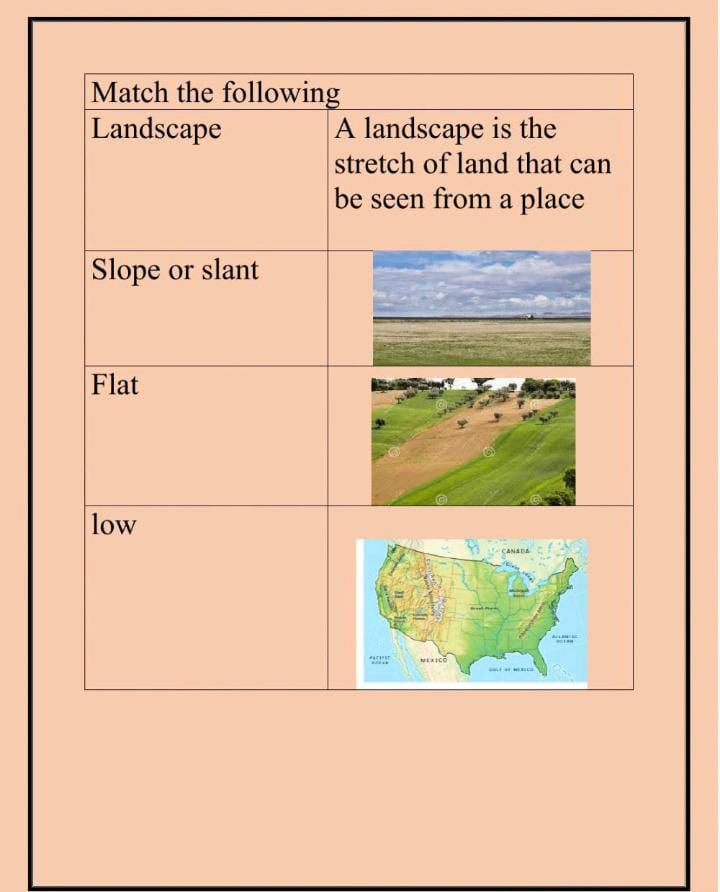 Match the following
Landscape
A landscape is the
stretch of land that can
be seen from a place
Slope or slant
Flat
low
CANADA
MEXICO
PACIFIC
OCEAN
ATLANTIC
OCEAN
GULF OF MEXICO